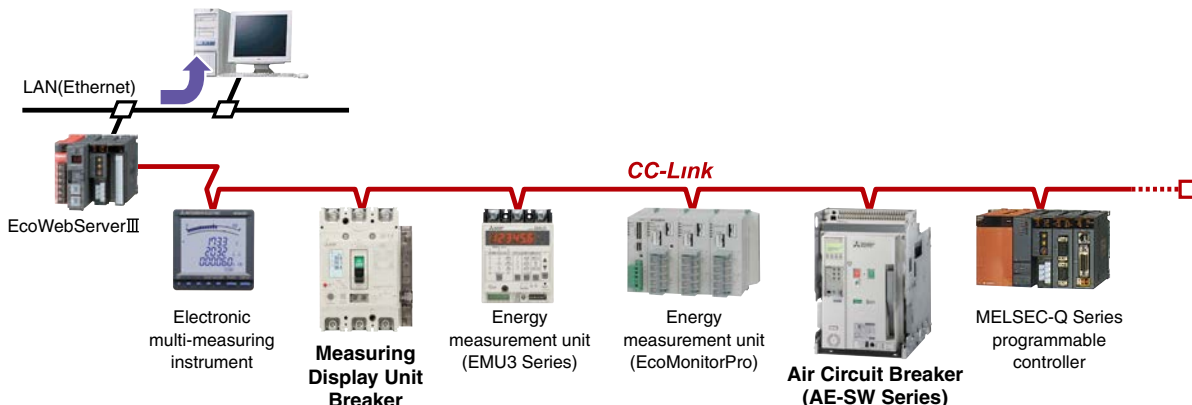 LAN(Ethernet)
EcoWebServerⅢ
CC-Link
Electronic
multi-measuring
instrument
Measuring
Display Unit
Breaker
Energy
measurement unit
(EMU3 Series)
Energy
measurement unit
(EcoMonitorPro)
Air Circuit Breaker
(AE-SW Series)
MELSEC-Q Series
programmable
controller